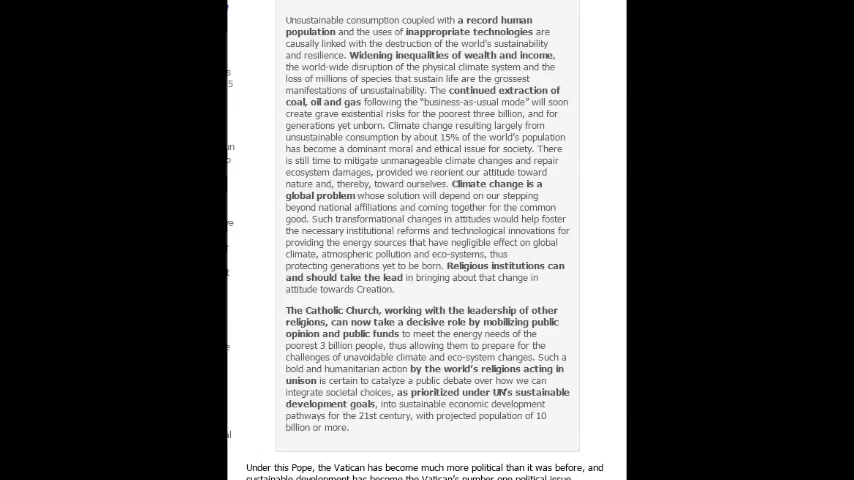 Unsustainable consumption coupled with a record human
population and the uses of inappropriate technologies are
causally linked with the destruction of the world's sustainability
and resilience. Widening inequalities of wealth and income,
the world-wide disruption of the physical climate system and the
loss of millions of species that sustain life are the grossest
manifestations of unsustainability. The continued extraction of
coal, oil and gas following the "business-as-usual mode" will soon
create grave existential risks for the poorest three billion, and for
generations yet unborn. Climate change resulting largely from
unsustainable consumption by about 15% of the world's population
has become a dominant moral and ethical issue for society. There
is still time to mitigate unmanageable climate changes and repair
ecosystem damages, provided we reorient our attitude toward
nature and, thereby, toward ourselves. Climate change is a
global problem whose solution will depend on our stepping
beyond national affiliations and coming together for the common
good. Such transformational changes in attitudes would help foster
the necessary institutional reforms and technological innovations for
providing the energy sources that have negligible effect on global
climate, atmospheric pollution and eco-systems, thus
protecting generations yet to be born. Religious institutions can
and should take the lead in bringing about that change in
attitude towards Creation.
The Catholic Church, working with the leadership of other
religions, can now take a decisive role by mobilizing public
opinion and public funds to meet the energy needs of the
poorest 3 billion people, thus allowing them to prepare for the
challenges of unavoidable climate and eco-system changes. Such a
bold and humanitarian action by the world's religions acting in
unison is certain to catalyze a public debate over how we can
integrate societal choices, as prioritized under UN's sustainable
development goals, into sustainable economic development
pathways for the 21st century, with projected population of 10
billion or more.
Under this Pope, the Vatican has become much more political than it was before, and
sustainable development has become the Vatican's number one political issue